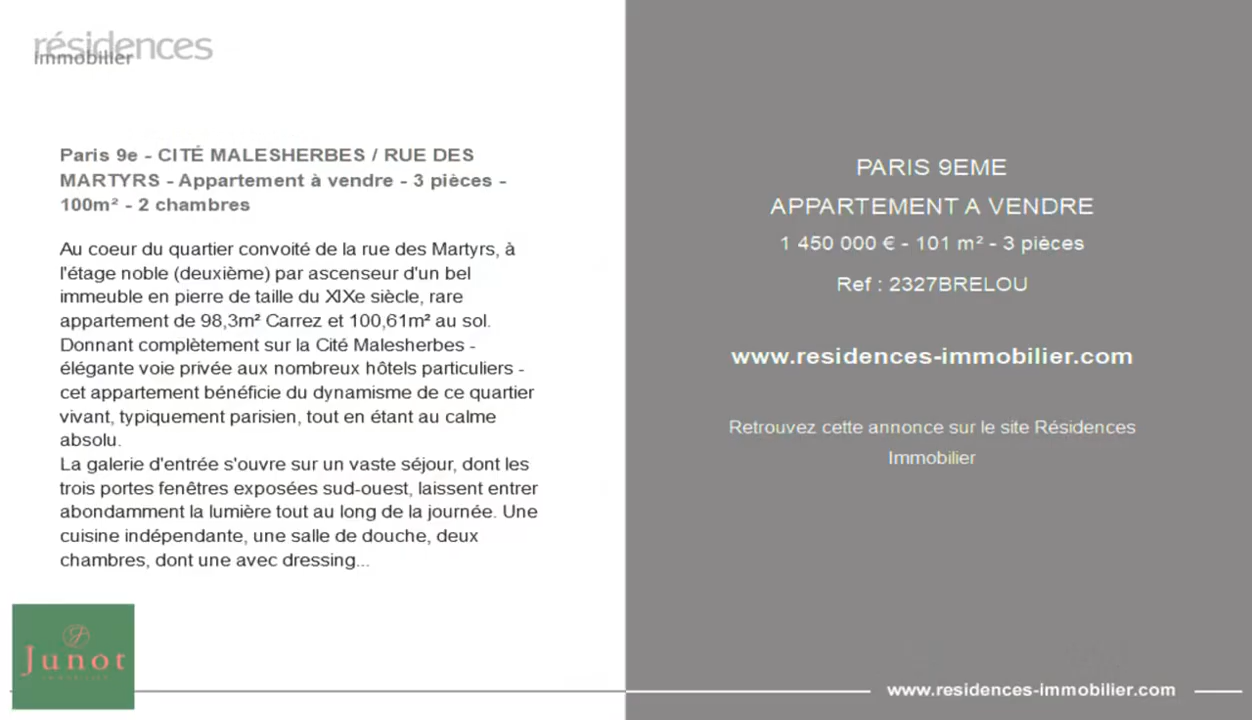 résidences
immobilier
Paris 9e - CITÉ MALESHERBES / RUE DES
MARTYRS - Appartement à vendre - 3 pièces -
100m² - 2 chambres
Au coeur du quartier convoité de la rue des Martyrs, à
l'étage noble (deuxième) par ascenseur d'un bel
immeuble en pierre de taille du XIXe siècle, rare
appartement de 98,3m² Carrez et 100,61m² au sol.
Donnant complètement sur la Cité Malesherbes -
élégante voie privée aux nombreux hôtels particuliers -
cet appartement bénéficie du dynamisme de ce quartier
vivant, typiquement parisien, tout en étant au calme
absolu.
La galerie d'entrée s'ouvre sur un vaste séjour, dont les
trois portes fenêtres exposées sud-ouest, laissent entrer
abondamment la lumière tout au long de la journée. Une
cuisine indépendante, une salle de douche, deux
chambres, dont une avec dressing...
Junot
PARIS 9EME
APPARTEMENT A VENDRE
1 450 000 € - 101 m² - 3 pièces
Ref : 2327BRELOU
www.residences-immobilier.com
Retrouvez cette annonce sur le site Résidences
Immobilier
www.residences-immobilier.com